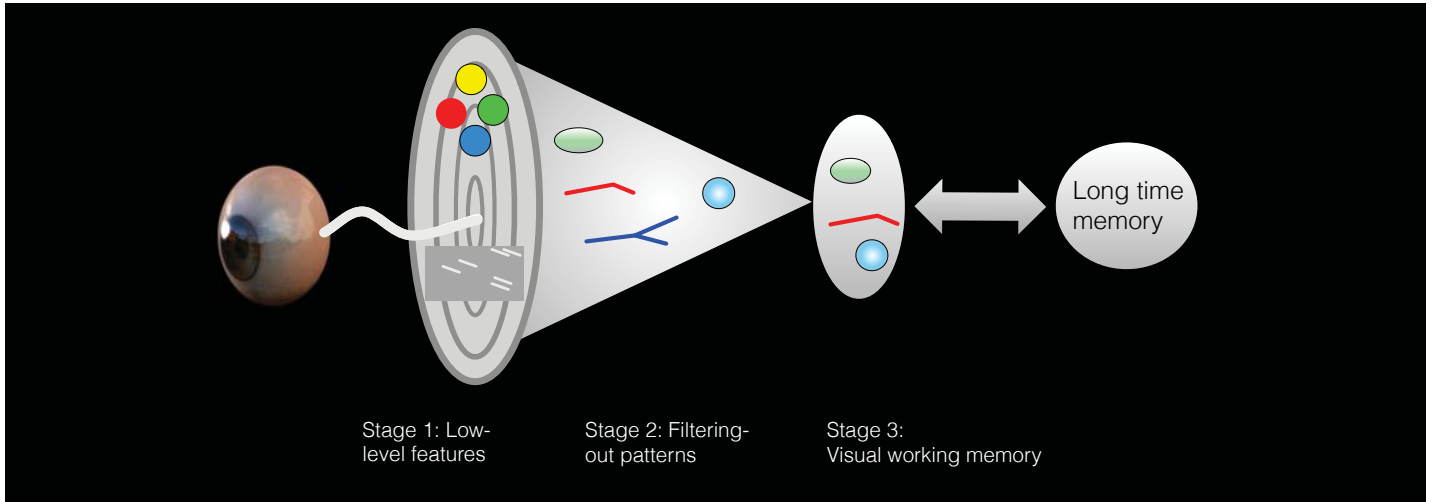 Long time
memory
Stage 1: Low-
level features
Stage 2: Filtering-
out patterns
Stage 3:
Visual working memory